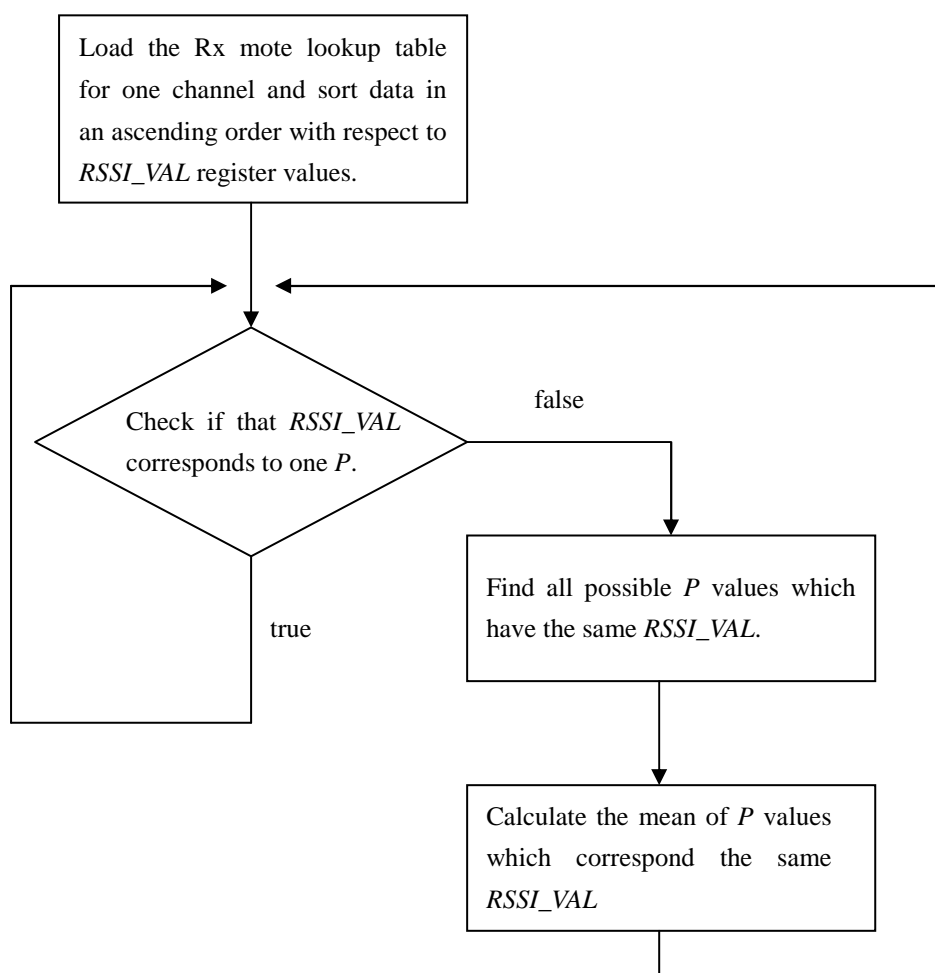 Load the Rx mote lookup table
for one channel and sort data in
an ascending order with respect to
RSSI_VAL register values.
false
Check if that RSSI_VAL
corresponds to one P.
Find all possible P values which
have the same RSSI_VAL.
true
Calculate the mean of P values
which correspond the same
RSSI_VAL